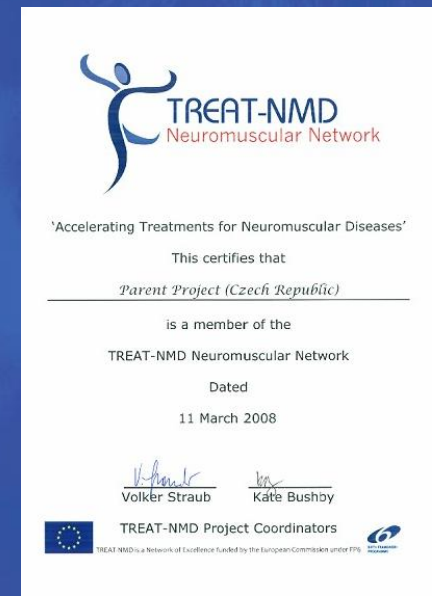 TREAT-NMD
Neuromuscular Network
'Accelerating Treatments for Neuromuscular Diseases'
This certifies that
Parent Project (Czech Republic)
is a member of the
TREAT-NMD Neuromuscular Network
Dated
11 March 2008
Volker Straub Kate Bushby
TREAT-NMD Project Coordinators
TREAT-NMD is a Network of Excellence funded by the European Commission under FP6